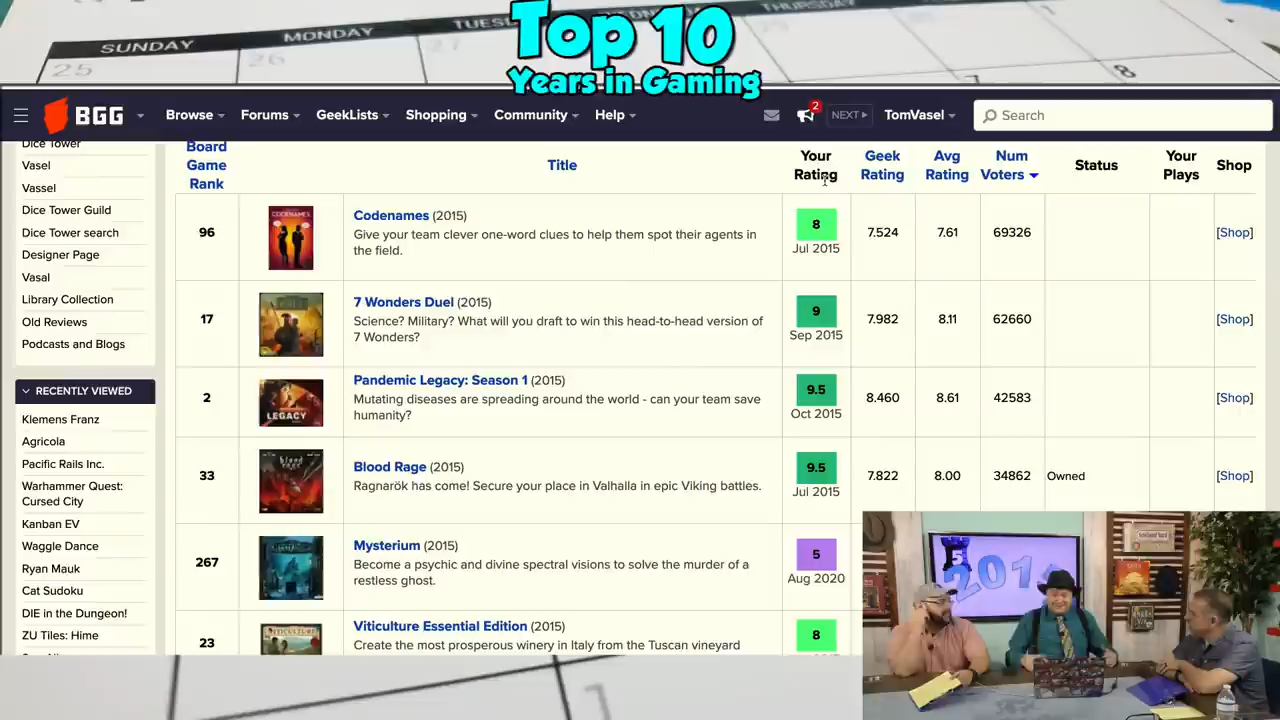 Top 10
Years in Gaming
SUNDAY
MONDAY
THURSDAY
25
26
27
1
7
8
BGG
Browse
Forums
GeekLists
Shopping
Community
Help
2
NEXT
TomVasel
Search
Dice Tower
Vasel
Vassel
Dice Tower Guild
Dice Tower search
Designer Page
Vasal
Library Collection
Old Reviews
Podcasts and Blogs
RECENTLY VIEWED
Klemens Franz
Agricola
Pacific Rails Inc.
Warhammer Quest:
Cursed City
Kanban EV
Waggle Dance
Ryan Mauk
Cat Sudoku
DIE in the Dungeon!
ZU Tiles: Hime
Board
Game
Rank
Title
Your
Rating
Geek
Rating
Avg
Rating
Num
Voters
Status
Your
Plays
Shop
96
CODENAMES
Codenames (2015)
Give your team clever one-word clues to help them spot their agents in
the field.
8
Jul 2015
7.524
7.61
69326
[Shop]
17
7 Wonders Duel (2015)
Science? Military? What will you draft to win this head-to-head version of
7 Wonders?
9
Sep 2015
7.982
8.11
62660
[Shop]
2
LEGACY
Pandemic Legacy: Season 1 (2015)
Mutating diseases are spreading around the world - can your team save
humanity?
9.5
Oct 2015
8.460
8.61
42583
[Shop]
33
Blood Rage (2015)
Ragnarök has come! Secure your place in Valhalla in epic Viking battles.
9.5
Jul 2015
7.822
8.00
34862
Owned
[Shop]
267
Mysterium (2015)
Become a psychic and divine spectral visions to solve the murder of a
restless ghost.
5
Aug 2020
23
VITICULTURE
Viticulture Essential Edition (2015)
Create the most prosperous winery in Italy from the Tuscan vineyard
8
5